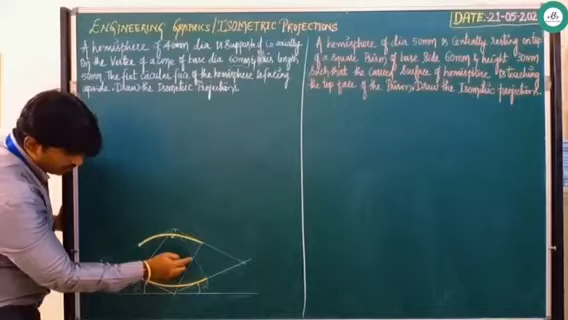 ENGINEERING GRAPHICS/ISOMETRIC PROJECTIONS
DATE:-21-05-202
A hemisphere of 40mm dia is supported co-axially
on the Vertex of a cone of base dia 60mm & axis length
50mm. The flat circular face of the hemisphere is facing
upside. Draw the Isometric Projections.
A hemisphere of dia 50mm is centrally resting on top
of a square Prism of base side 60mm & height 30mm
such that the curved surface of hemisphere is touching
the top face of the Prism. Draw the Isometric projections.